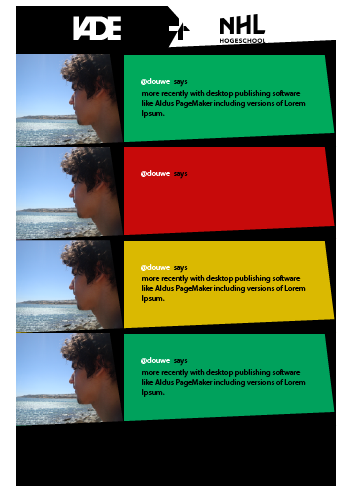 IADE + NHL
HOGESCHOOL
@douwe says
more recently with desktop publishing software
like Aldus PageMaker including versions of Lorem
Ipsum.
@douwe says
@douwe says
more recently with desktop publishing software
like Aldus PageMaker including versions of Lorem
Ipsum.
@douwe says
more recently with desktop publishing software
like Aldus PageMaker including versions of Lorem
Ipsum.